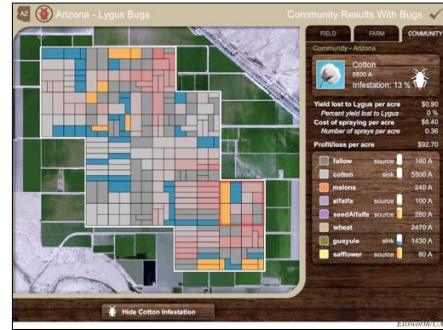 AZ Arizona - Lygus Bugs
Community Results With Bugs
FIELD FARM COMMUNITY
Community - Arizona
Cotton
5500 A
Infestation: 13 %
Yield lost to Lygus per acre $0.90
Percent yield lost to Lygus 0 %
Cost of spraying per acre $6.40
Number of sprays per acre 0.36
Profit/loss per acre $92.70
fallow source 160 A
cotton sink 5500 A
melons 240 A
alfalfa source 100 A
seedAlfalfa source 280 A
wheat 2470 A
guayule sink 1430 A
safflower source 80 A
Hide Cotton Infestation